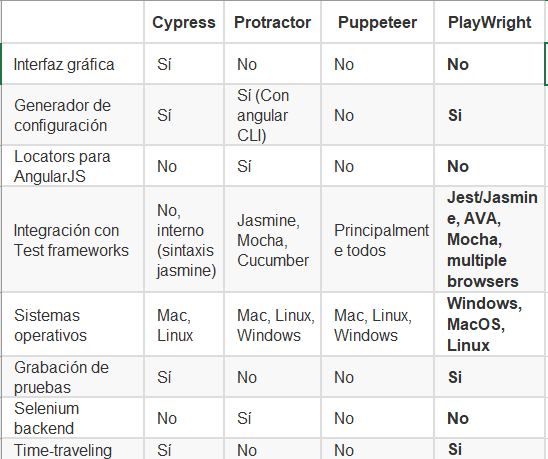 Cypress Protractor Puppeteer PlayWright
Interfaz gráfica Sí No No No
Generador de configuración Sí Sí (Con angular CLI) No Si
Locators para AngularJS No Sí No No
Integración con Test frameworks No, interno (sintaxis jasmine) Jasmine, Mocha, Cucumber Principalmente todos Jest/Jasmine, AVA, Mocha, multiple browsers
Sistemas operativos Mac, Linux Mac, Linux, Windows Mac, Linux, Windows Windows, MacOS, Linux
Grabación de pruebas Sí No No Si
Selenium backend No Sí No No
Time-traveling Sí No No Si